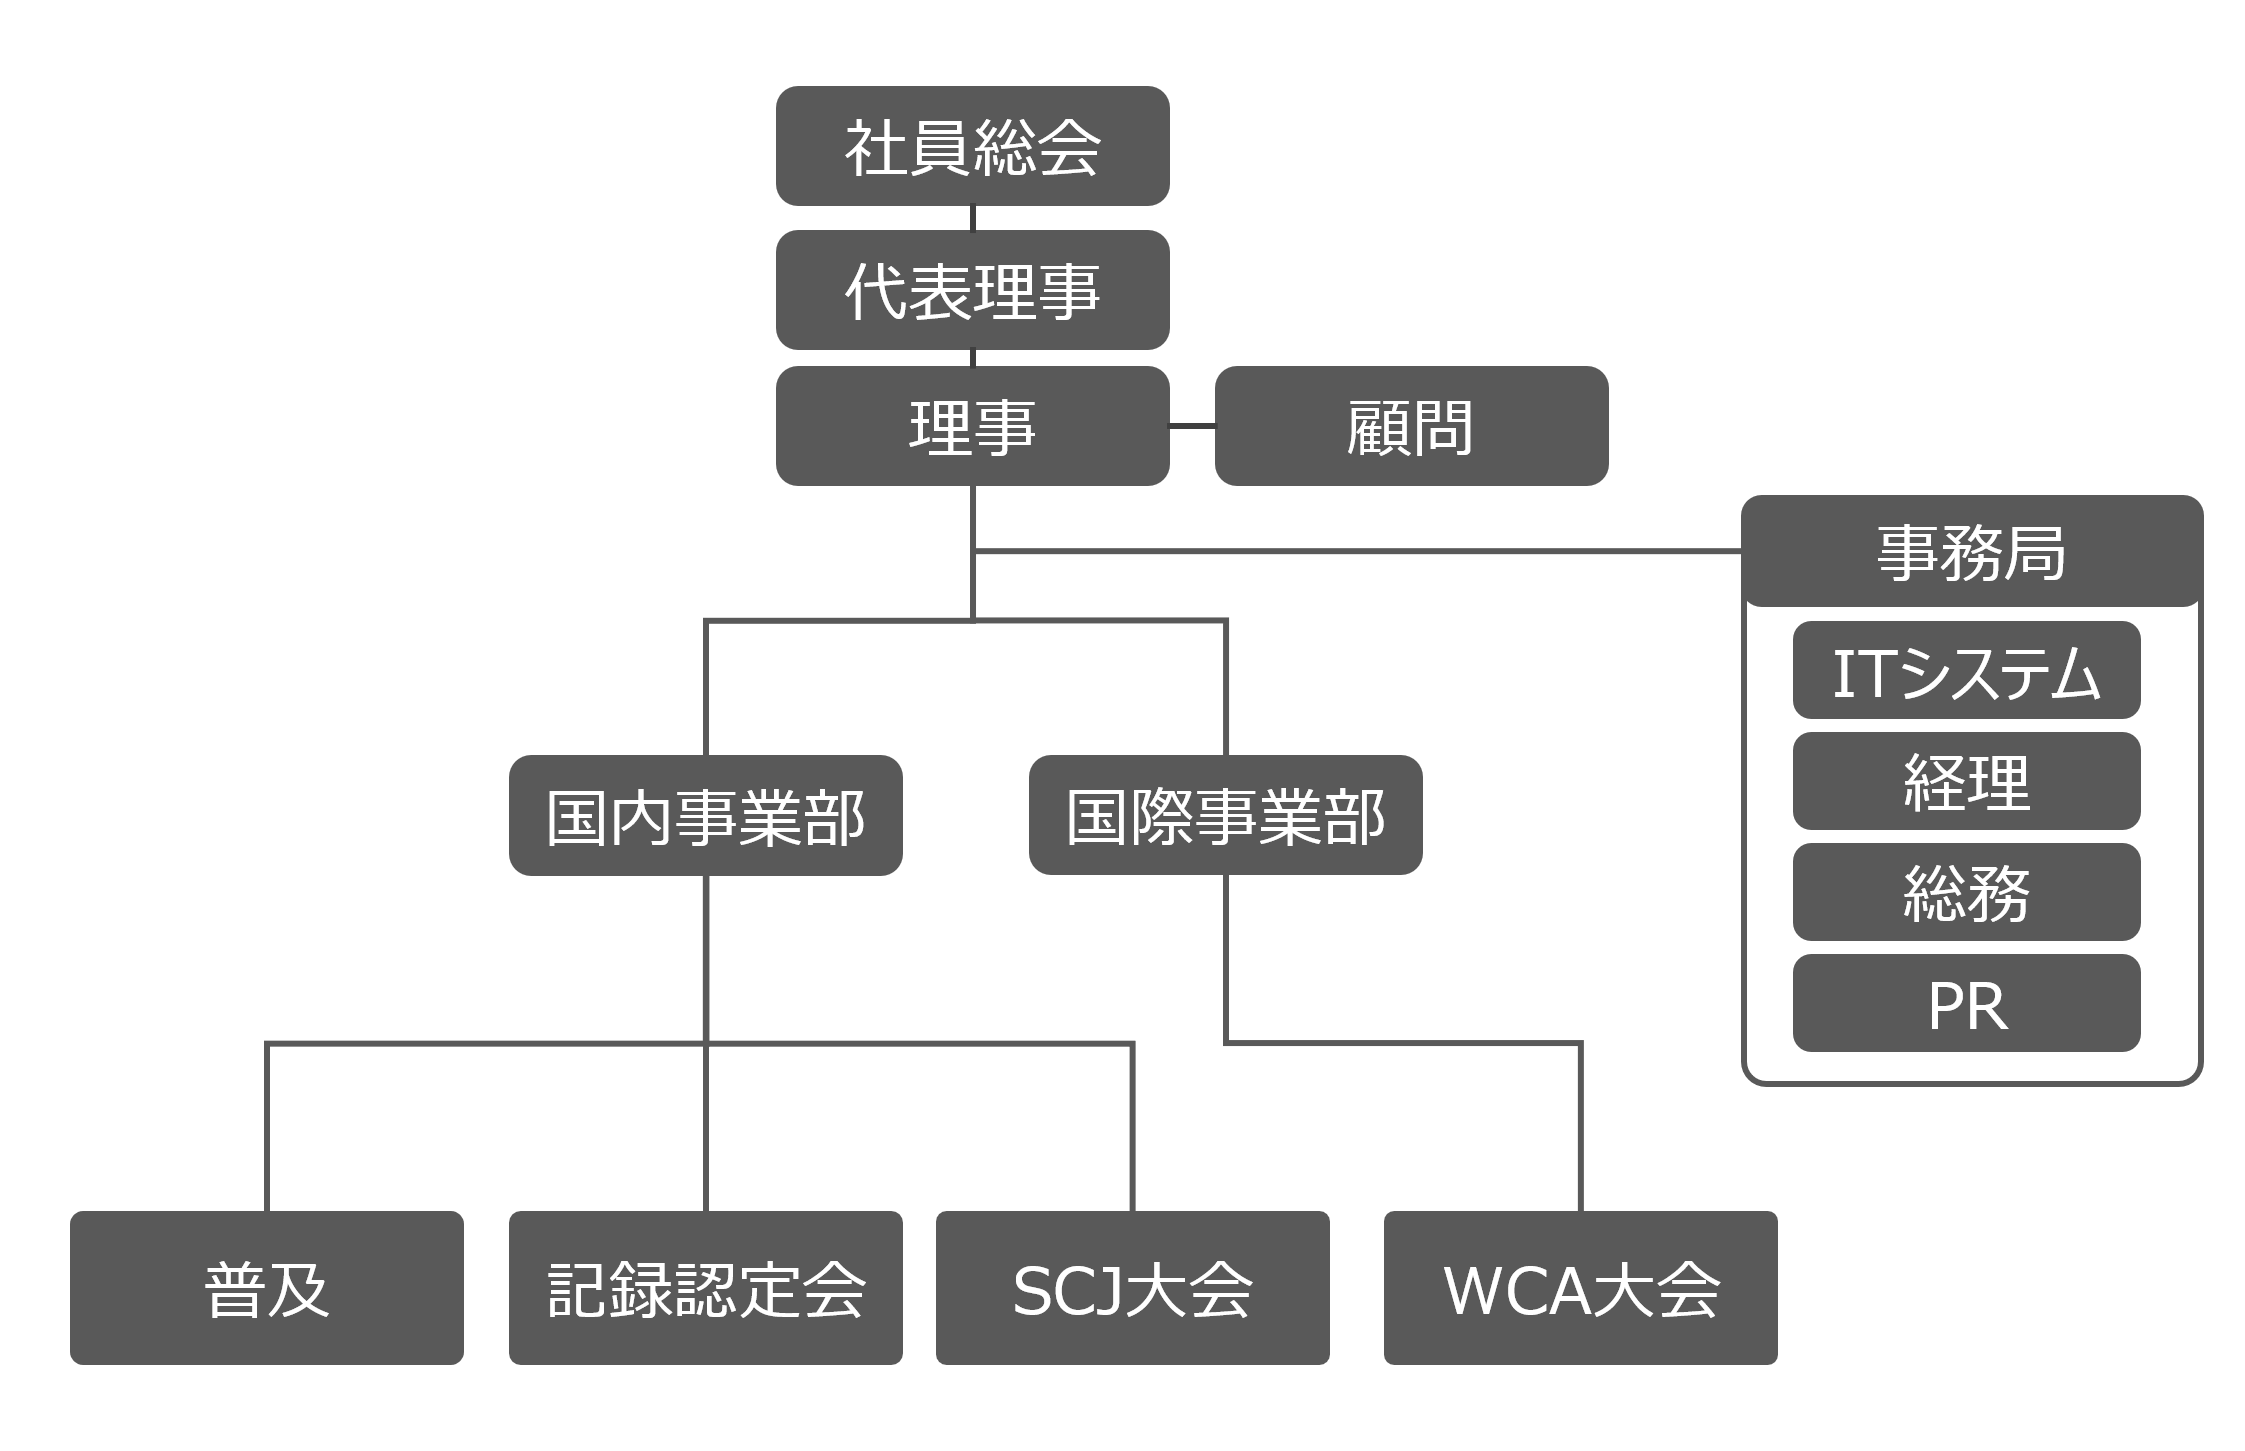 社員総会
代表理事
理事
顧問
事務局
ITシステム
経理
総務
PR
国内事業部
国際事業部
普及
記録認定会
SCJ大会
WCA大会